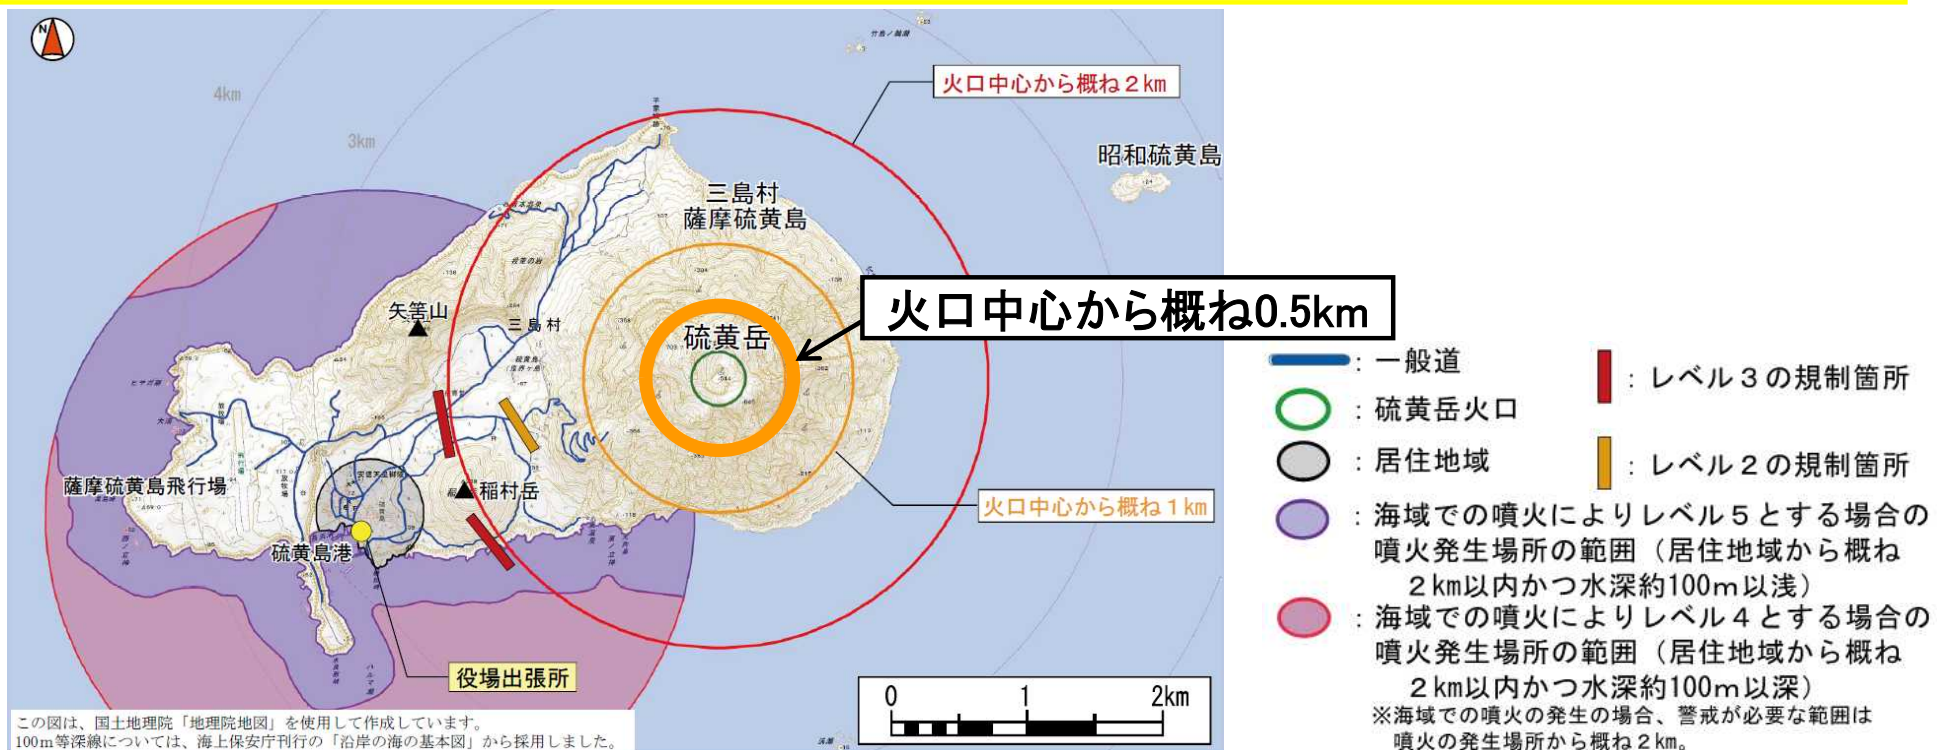 N
4km
3km
火口中心から概ね２km
昭和硫黄島
三島村
薩摩硫黄島
火口中心から概ね0.5km
矢筈山
三島村
硫黄岳
稲村岳
薩摩硫黄島飛行場
硫黄島港
火口中心から概ね１km
役場出張所
0 1 2km
この図は、国土地理院「地理院地図」を使用して作成しています。
100m等深線については、海上保安庁刊行の「沿岸の海の基本図」から採用しました。
：一般道
：硫黄岳火口
：居住地域
：レベル３の規制箇所
：レベル２の規制箇所
：海域での噴火によりレベル５とする場合の
噴火発生場所の範囲（居住地域から概ね
２km以内かつ水深約100ｍ以浅）
：海域での噴火によりレベル４とする場合の
噴火発生場所の範囲（居住地域から概ね
２km以内かつ水深約100ｍ以深）
※海域での噴火の発生の場合、警戒が必要な範囲は
噴火の発生場所から概ね２km。